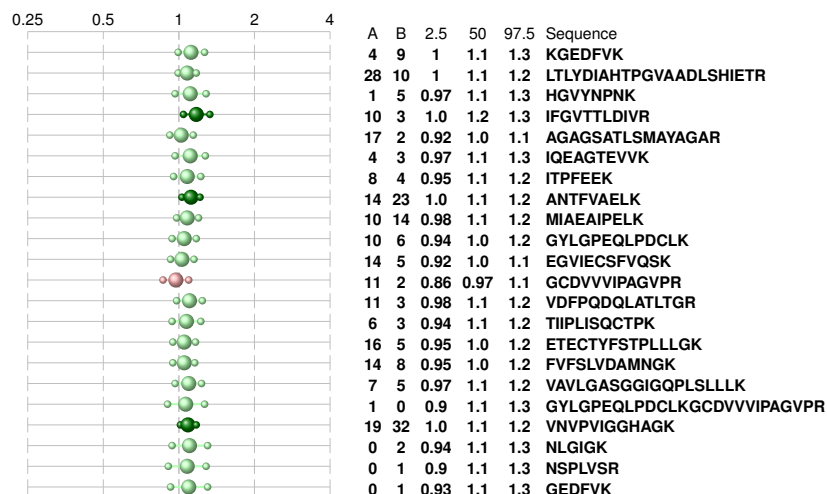 0.25 0.5 1 2 4
A B 2.5 50 97.5 Sequence
4 9 1 1.1 1.3 KGEDFVK
28 10 1 1.1 1.2 LTLYDIAHTPGVAADLSHIETR
1 5 0.97 1.1 1.3 HGVYNPNK
10 3 1.0 1.2 1.3 IFGVTTLDIVR
17 2 0.92 1.0 1.1 AGAGSATLSMAYAGAR
4 3 0.97 1.1 1.3 IQEAGTEVVK
8 4 0.95 1.1 1.2 ITPFEEK
14 23 1.0 1.1 1.2 ANTFVAELK
10 14 0.98 1.1 1.2 MIAEAIPELK
10 6 0.94 1.0 1.2 GYLGPEQLPDCLK
14 5 0.92 1.0 1.1 EGVIECSFVQSK
11 2 0.86 0.97 1.1 GCDVVVIPAGVPR
11 3 0.98 1.1 1.2 VDFPQDQLATLTGR
6 3 0.94 1.1 1.2 TIIPLISQCTPK
16 5 0.95 1.0 1.2 ETECTYFSTPLLLGK
14 8 0.95 1.0 1.2 FVFSLVDAMNGK
7 5 0.97 1.1 1.2 VAVLGASGGIGQPLSLLLK
1 0 0.9 1.1 1.3 GYLGPEQLPDCLKGCDVVVIPAGVPR
19 32 1.0 1.1 1.2 VNVPVIGGHAGK
0 2 0.94 1.1 1.3 NLGIGK
0 1 0.9 1.1 1.3 NSPLVSR
0 1 0.93 1.1 1.3 GEDFVK